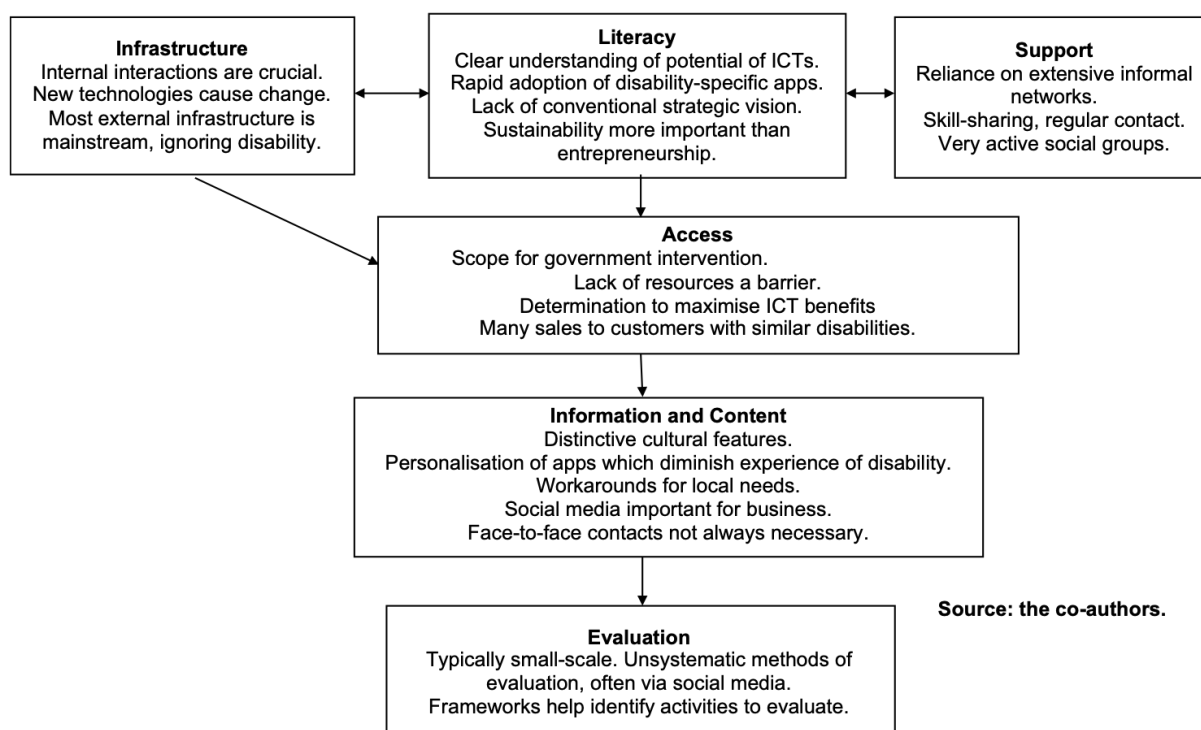 Infrastructure
Internal interactions are crucial.
New technologies cause change.
Most external infrastructure is
mainstream, ignoring disability.
Literacy
Clear understanding of potential of ICTs.
Rapid adoption of disability-specific apps.
Lack of conventional strategic vision.
Sustainability more important than
entrepreneurship.
Support
Reliance on extensive informal
networks.
Skill-sharing, regular contact.
Very active social groups.
Access
Scope for government intervention.
Lack of resources a barrier.
Determination to maximise ICT benefits
Many sales to customers with similar disabilities.
Information and Content
Distinctive cultural features.
Personalisation of apps which diminish experience of disability.
Workarounds for local needs.
Social media important for business.
Face-to-face contacts not always necessary.
Source: the co-authors.
Evaluation
Typically small-scale. Unsystematic methods of
evaluation, often via social media.
Frameworks help identify activities to evaluate.